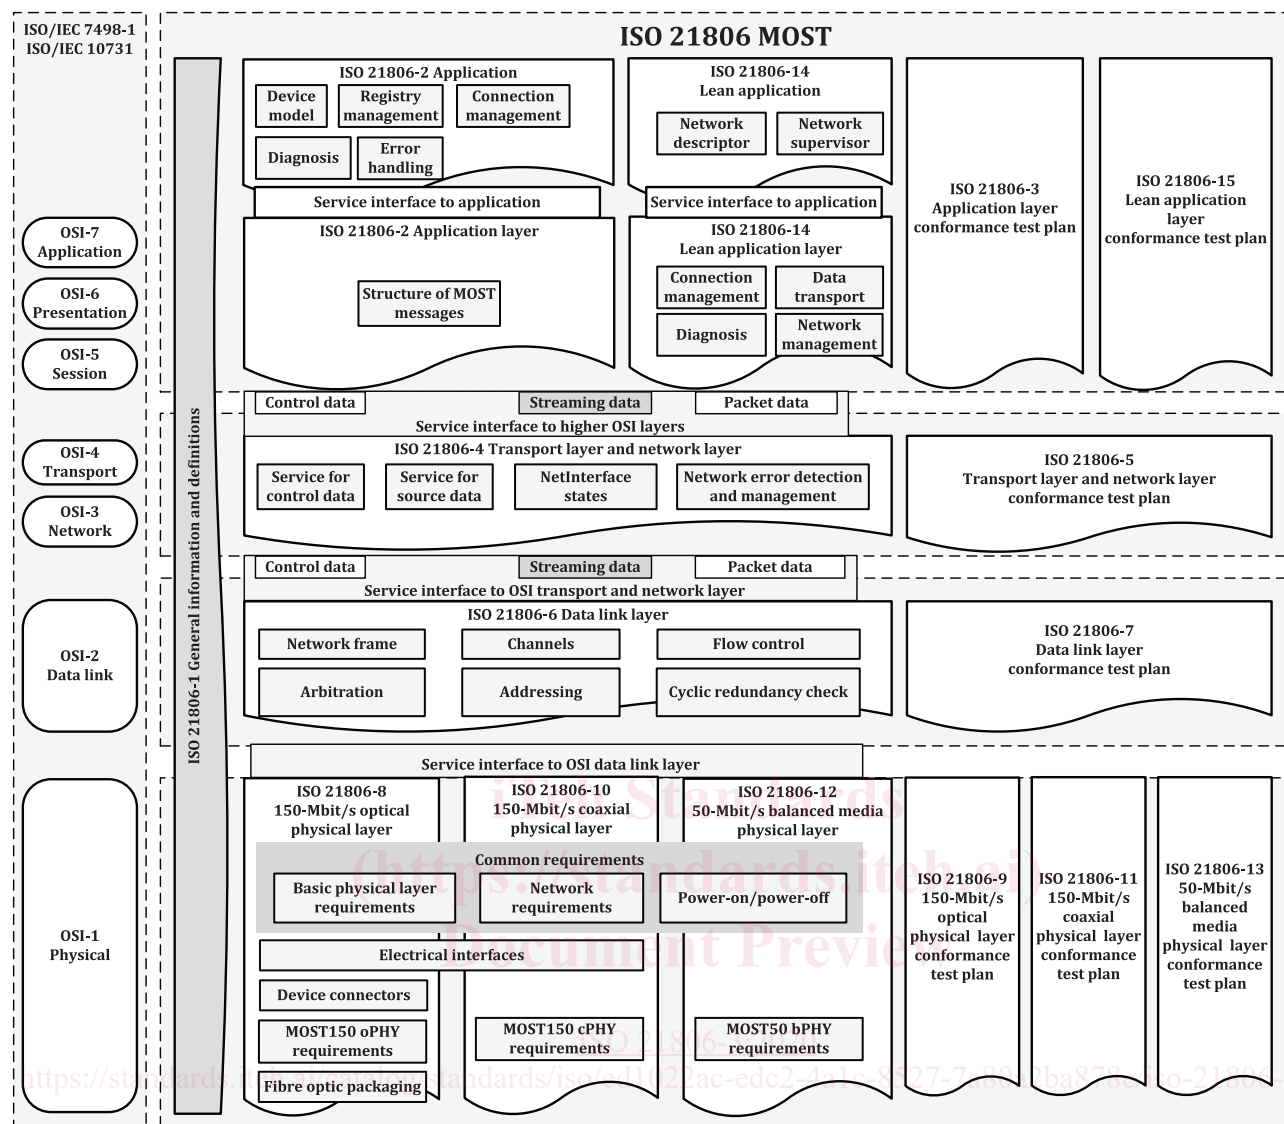 ISO/IEC 7498-1
ISO/IEC 10731
OSI-7
Application
OSI-6
Presentation
OSI-5
Session
OSI-4
Transport
OSI-3
Network
OSI-2
Data link
OSI-1
Physical
ISO 21806 MOST
ISO 21806-1 General information and definitions
ISO 21806-2 Application
Device
model
Registry
management
Connection
management
Diagnosis
Error
handling
Service interface to application
ISO 21806-2 Application layer
Structure of MOST
messages
ISO 21806-14
Lean application
Network
descriptor
Network
supervisor
Service interface to application
ISO 21806-14
Lean application layer
Connection
management
Data
transport
Diagnosis
Network
management
ISO 21806-3
Application layer
conformance test plan
ISO 21806-15
Lean application
layer
conformance test plan
Control data
Streaming data
Packet data
Service interface to higher OSI layers
ISO 21806-4 Transport layer and network layer
Service for
control data
Service for
source data
NetInterface
states
Network error detection
and management
ISO 21806-5
Transport layer and network layer
conformance test plan
Control data
Streaming data
Packet data
Service interface to OSI transport and network layer
ISO 21806-6 Data link layer
Network frame
Channels
Flow control
Arbitration
Addressing
Cyclic redundancy check
ISO 21806-7
Data link layer
conformance test plan
Service interface to OSI data link layer
ISO 21806-8
150-Mbit/s optical
physical layer
ISO 21806-10
150-Mbit/s coaxial
physical layer
ISO 21806-12
50-Mbit/s balanced media
physical layer
Common requirements
Basic physical layer
requirements
Network
requirements
Power-on/power-off
Electrical interfaces
Device connectors
MOST150 oPHY
requirements
MOST150 cPHY
requirements
MOST50 bPHY
requirements
Fibre optic packaging
ISO 21806-9
150-Mbit/s
optical
physical layer
conformance
test plan
ISO 21806-11
150-Mbit/s
coaxial
physical layer
conformance
test plan
ISO 21806-13
50-Mbit/s
balanced
media
physical layer
conformance
test plan
iTeh Standards
(https://standards.iteh.ai)
Document Preview
ISO 21806-3:2020